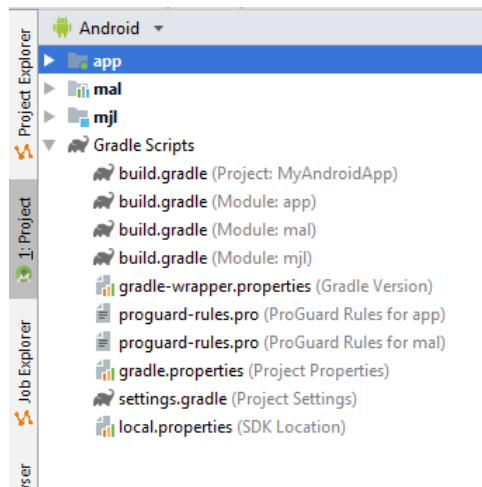 Android
app
mal
mjl
Gradle Scripts
build.gradle (Project: MyAndroidApp)
build.gradle (Module: app)
build.gradle (Module: mal)
build.gradle (Module: mjl)
gradle-wrapper.properties (Gradle Version)
proguard-rules.pro (ProGuard Rules for app)
proguard-rules.pro (ProGuard Rules for mal)
gradle.properties (Project Properties)
settings.gradle (Project Settings)
local.properties (SDK Location)
Project Explorer
1: Project
Job Explorer